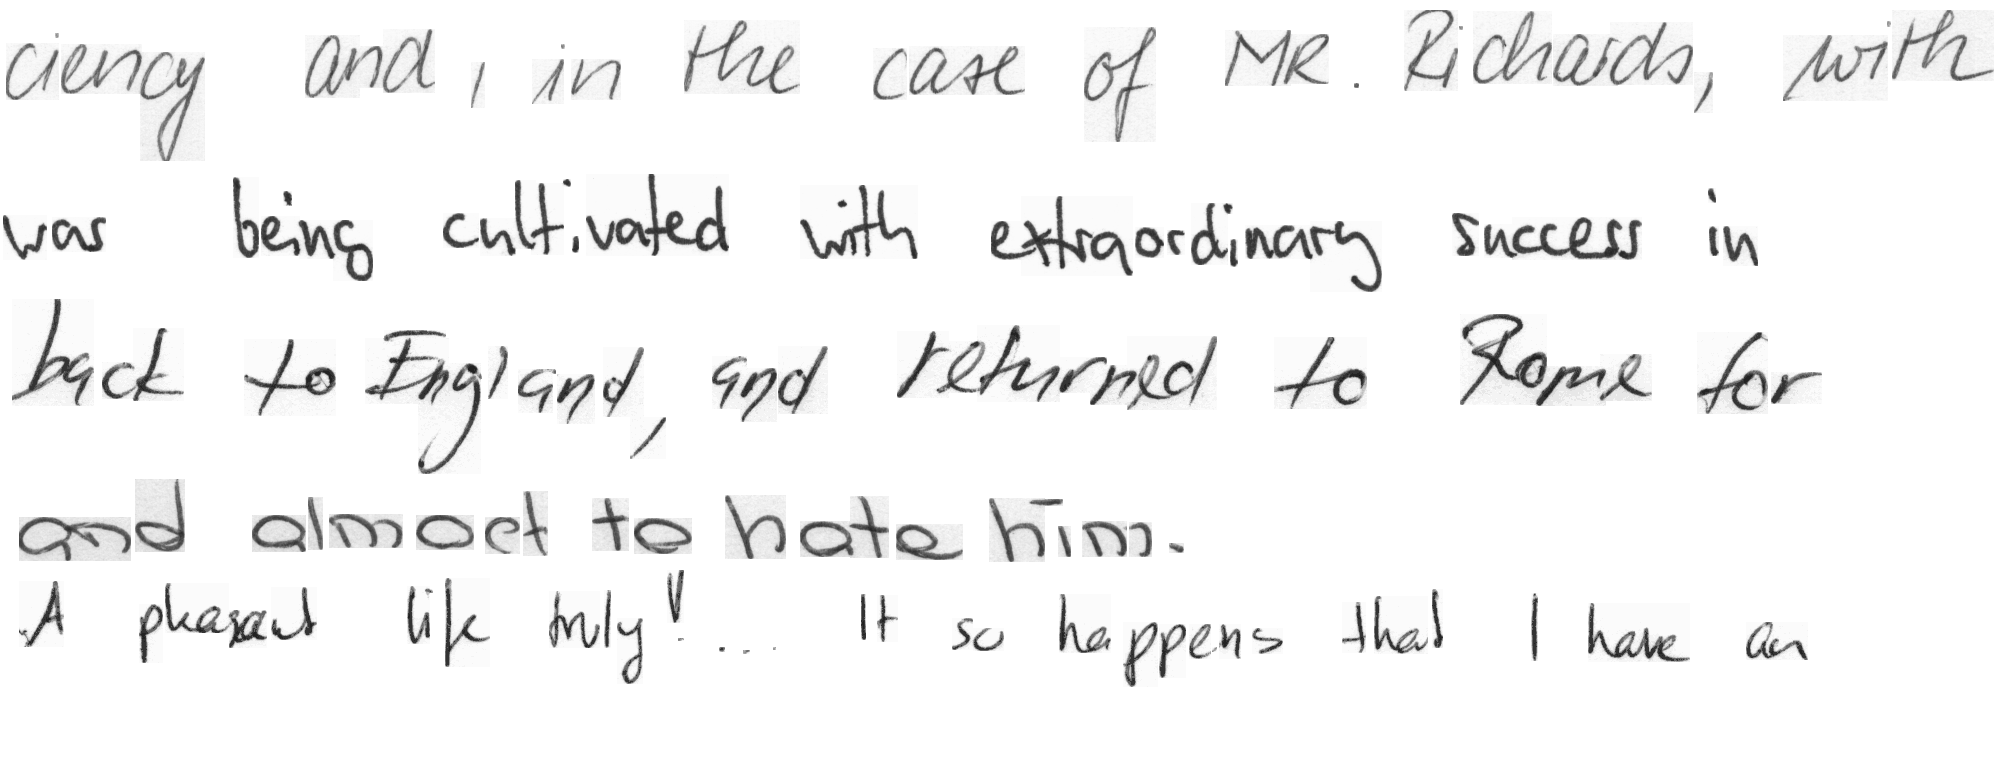 ciency and, in the case of MR. Richards, with
was being cultivated with extraordinary success in
back to England, and returned to Rome for
and almost to hate him.
A pleasant life truly! ... It so happens that I have an